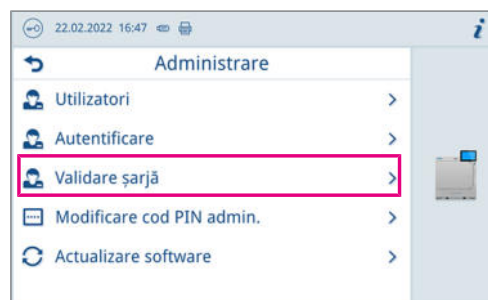 22.02.2022 16:47
Administrare
Utilizatori
Autentificare
Validare șarjă
Modificare cod PIN admin.
Actualizare software